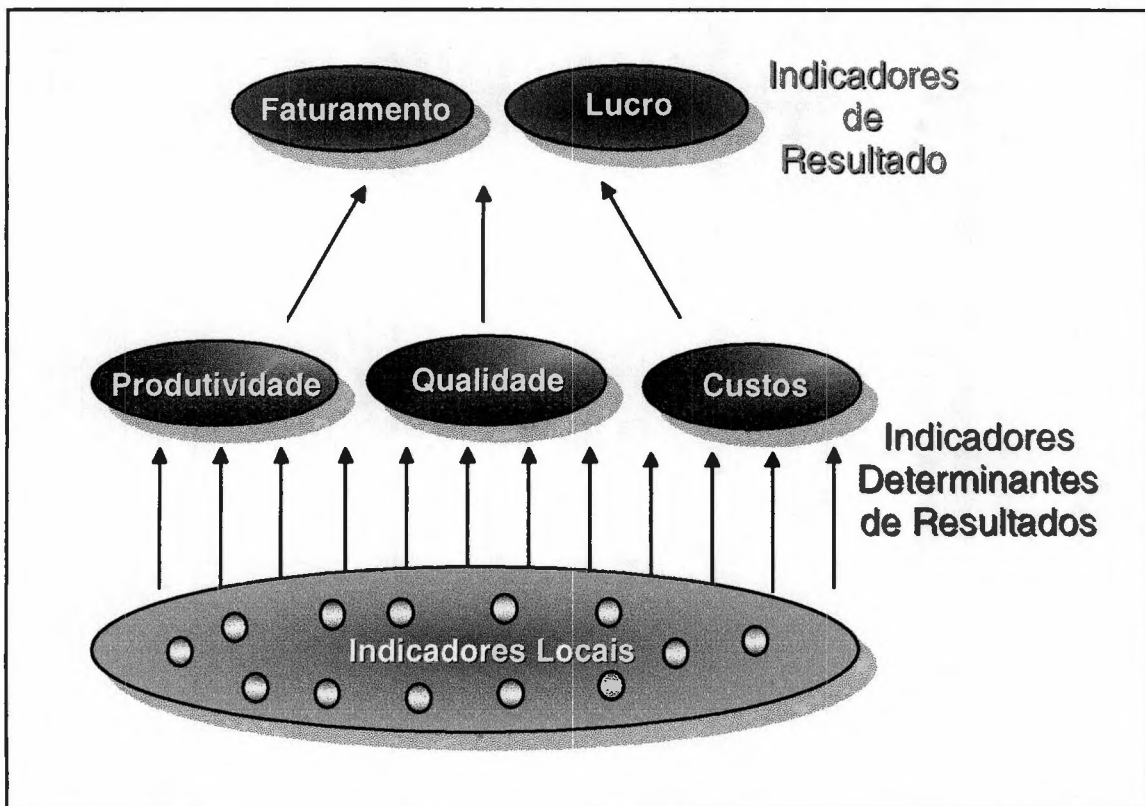 Faturamento
Lucro
Indicadores
de
Resultado
Produtividade
Qualidade
Custos
Indicadores
Determinantes
de Resultados
Indicadores Locais